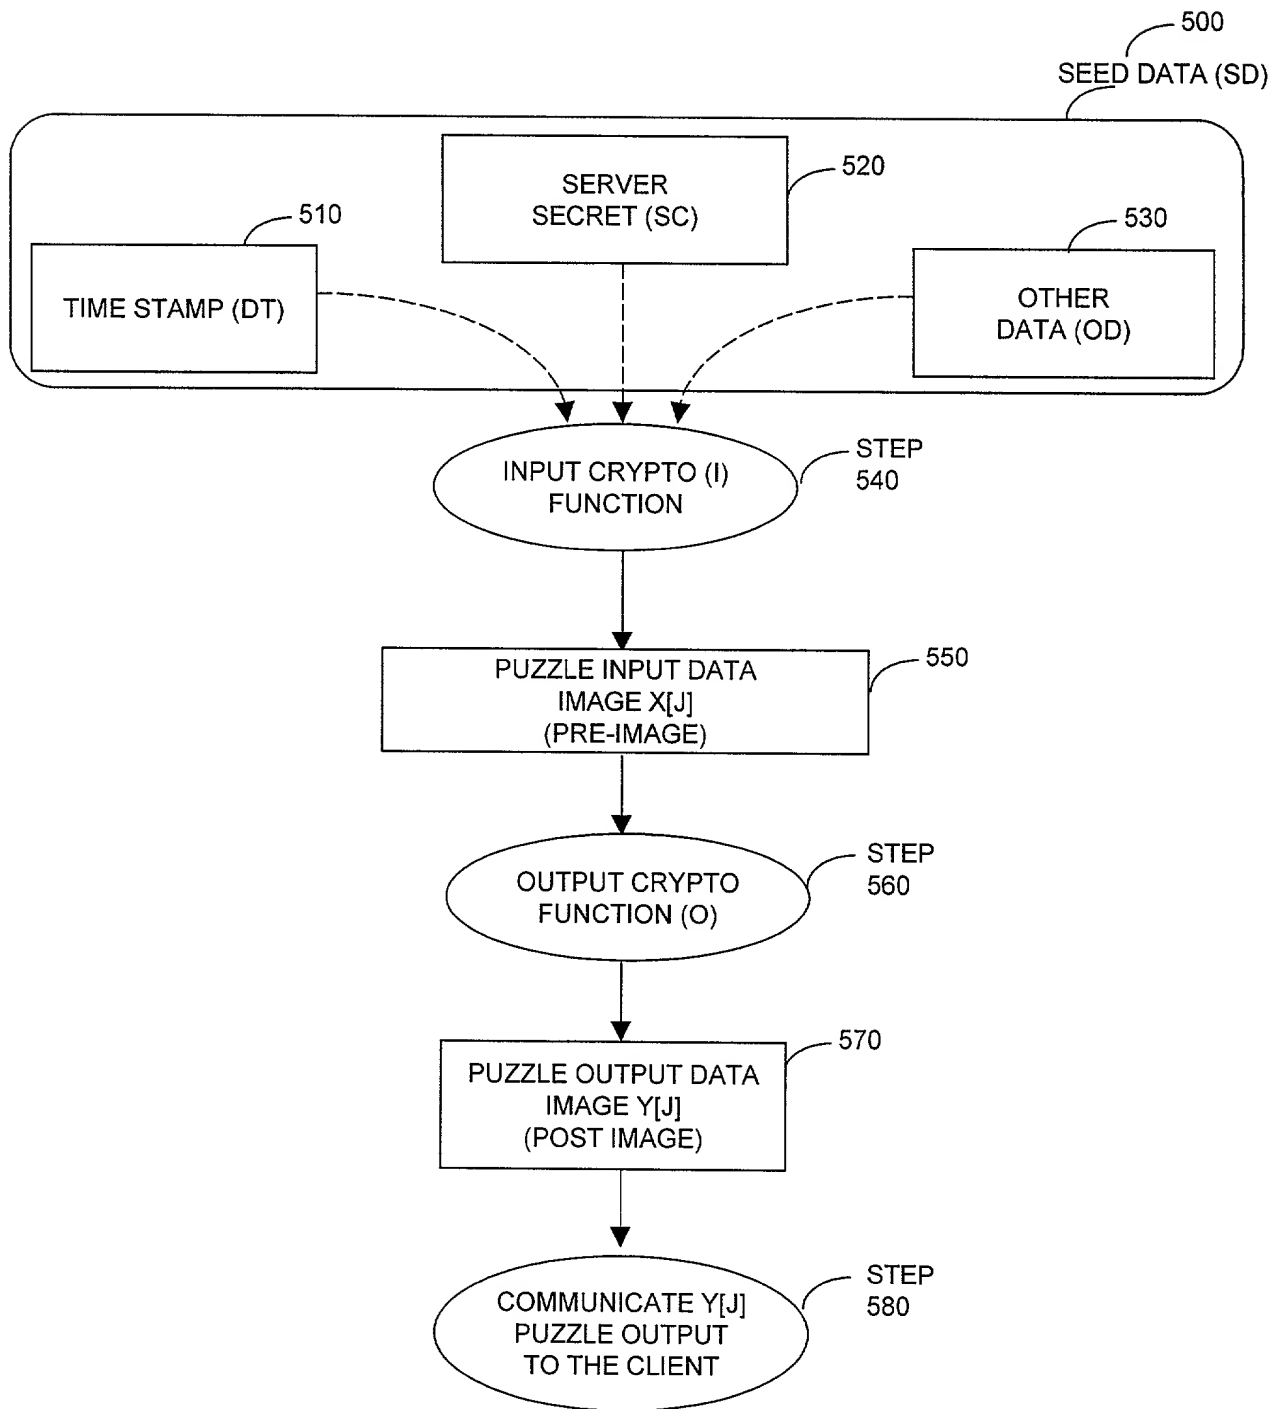 500
SEED DATA (SD)
SERVER
SECRET (SC)
520
510
TIME STAMP (DT)
530
OTHER
DATA (OD)
INPUT CRYPTO (I)
FUNCTION
STEP
540
PUZZLE INPUT DATA
IMAGE X[J]
(PRE-IMAGE)
550
OUTPUT CRYPTO
FUNCTION (O)
STEP
560
PUZZLE OUTPUT DATA
IMAGE Y[J]
(POST IMAGE)
570
COMMUNICATE Y[J]
PUZZLE OUTPUT
TO THE CLIENT
STEP
580